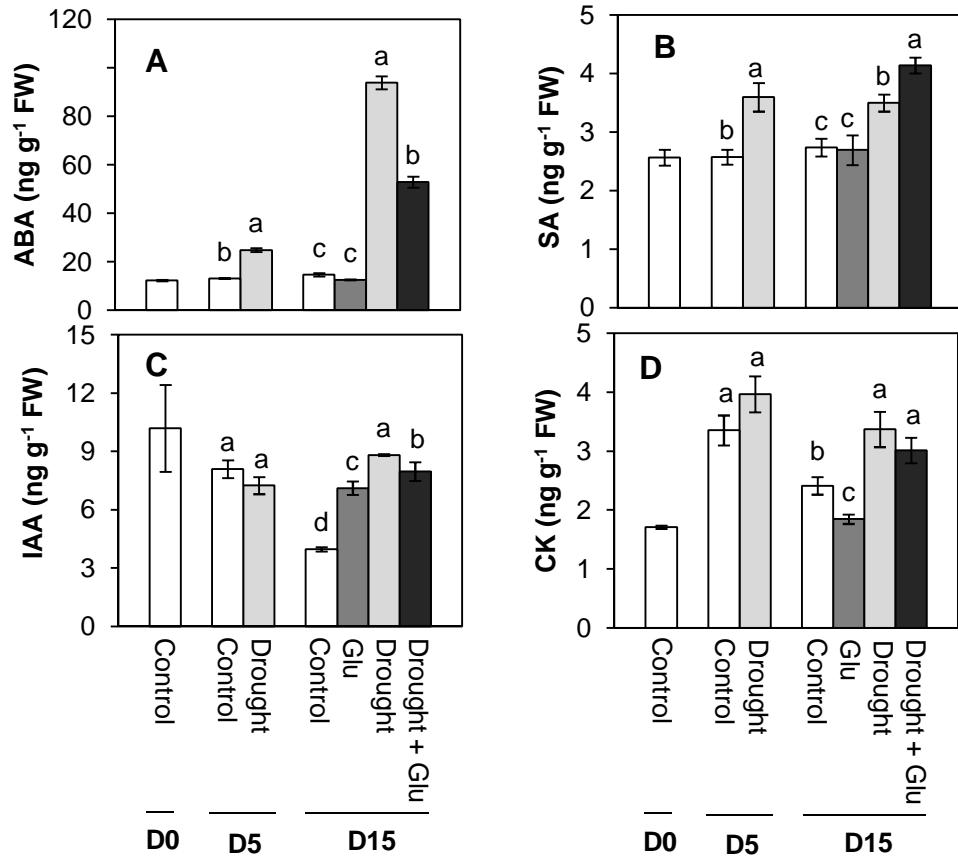 A
ABA (ng g⁻¹ FW)
120
100
80
60
40
20
0
b
a
c
c
a
b
B
SA (ng g⁻¹ FW)
5
4
3
2
1
0
b
a
c
c
b
a
C
IAA (ng g⁻¹ FW)
15
12
9
6
3
0
a
a
d
c
a
b
D
CK (ng g⁻¹ FW)
5
4
3
2
1
0
a
a
b
c
a
a
Control
Control
Drought
Control
Glu
Drought
Drought + Glu
D0
D5
D15
Control
Control
Drought
Control
Glu
Drought
Drought + Glu
D0
D5
D15